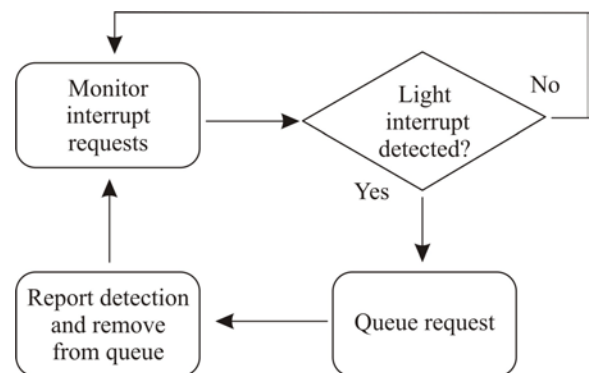 Monitor
interrupt
requests
Light
interrupt
detected?
No
Yes
Queue request
Report detection
and remove
from queue